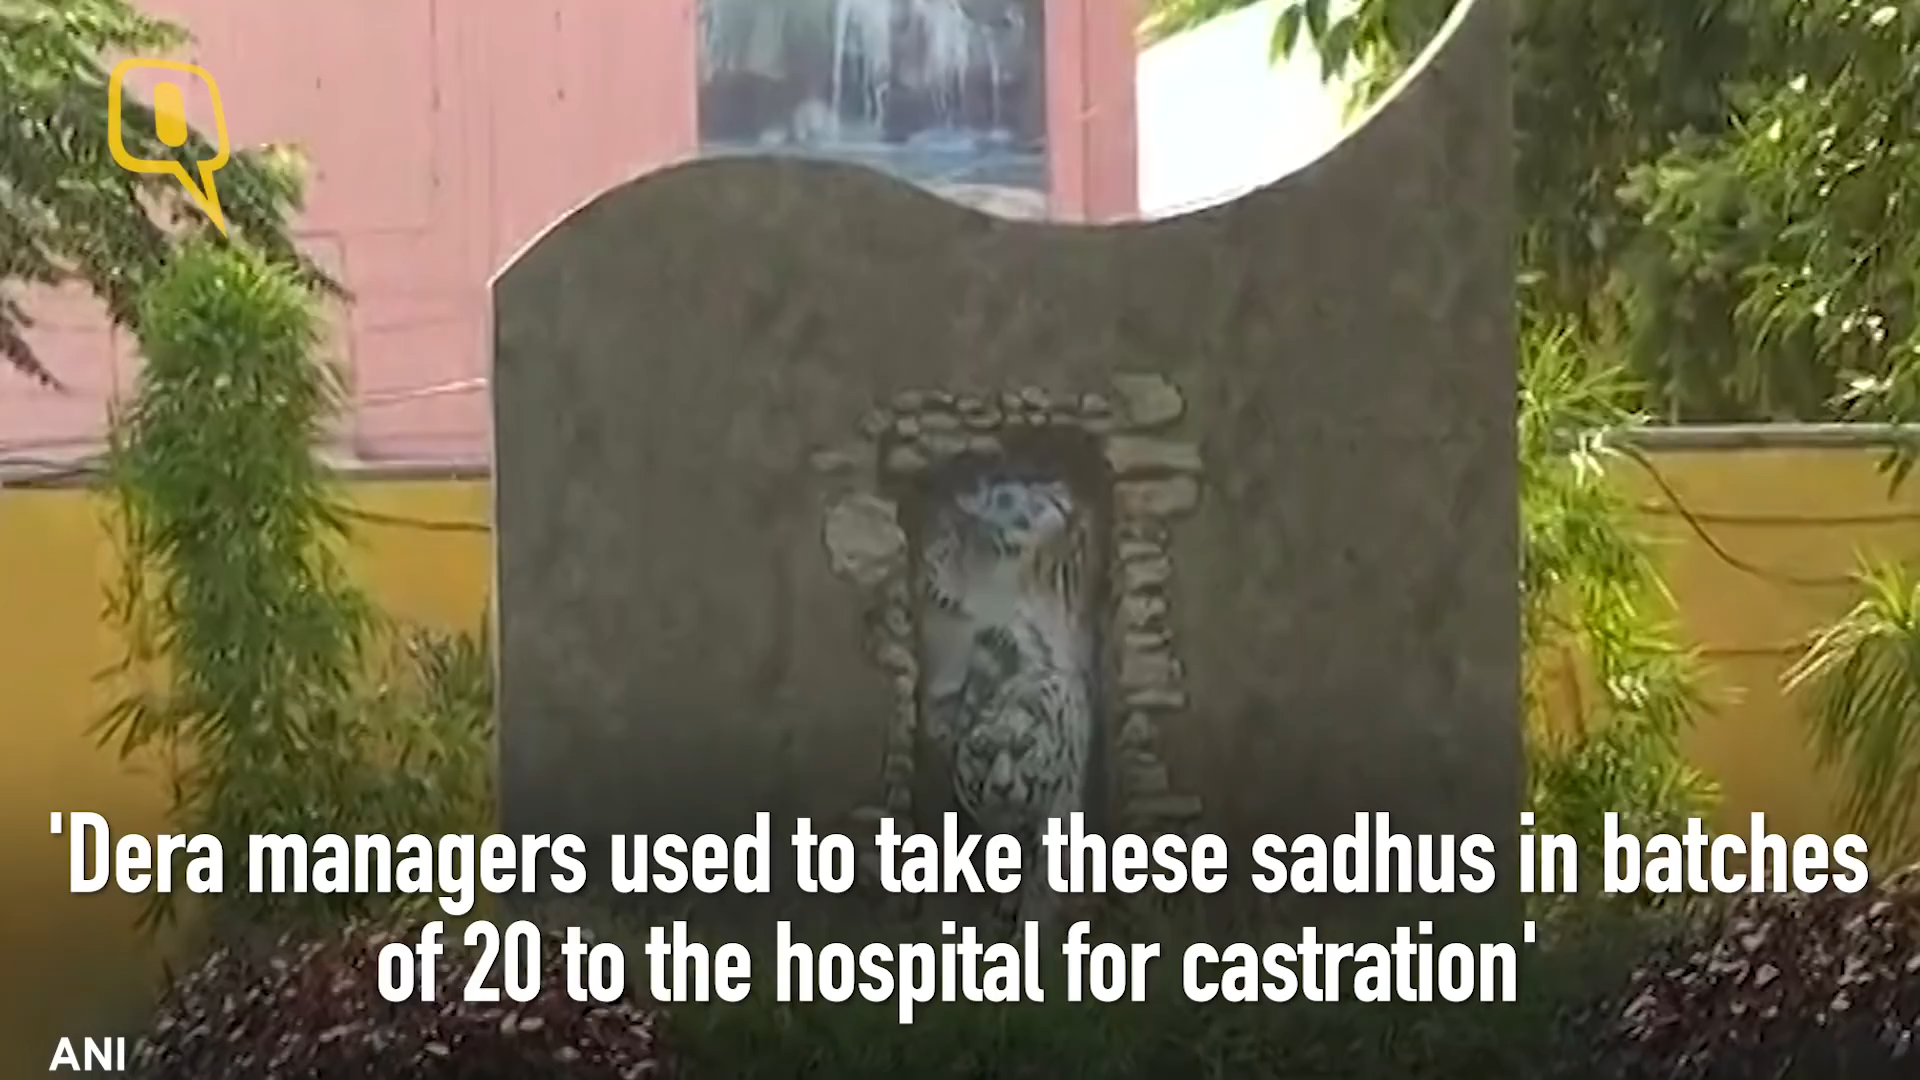 'Dera managers used to take these sadhus in batches
of 20 to the hospital for castration'
ANI